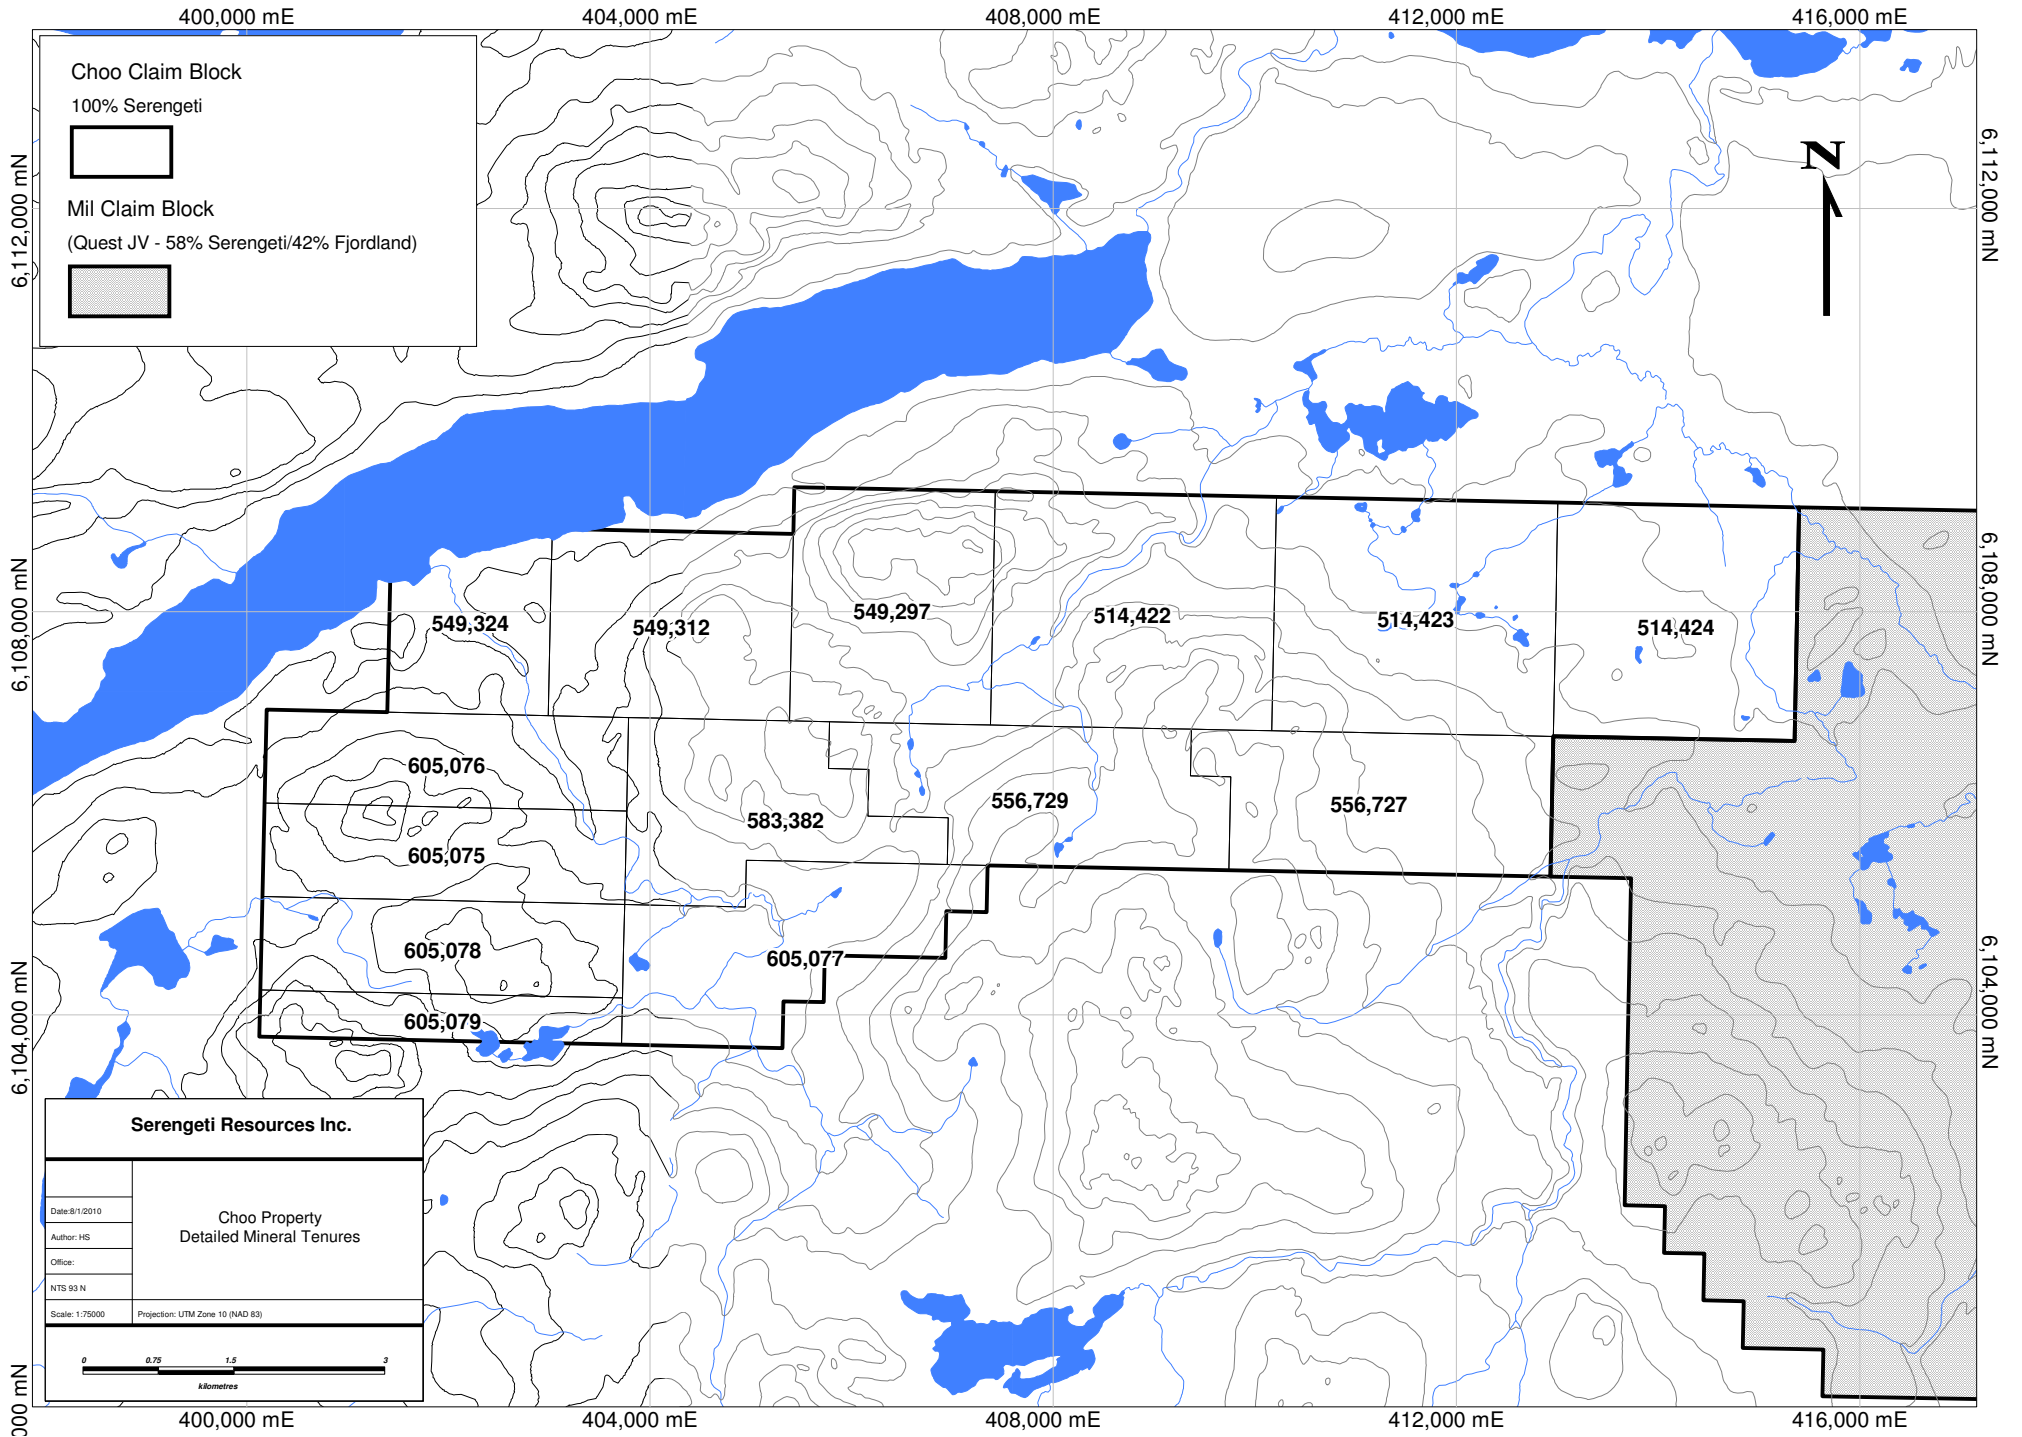 400,000 mE
404,000 mE
408,000 mE
412,000 mE
416,000 mE
Choo Claim Block
100% Serengeti
Mil Claim Block
(Quest JV - 58% Serengeti/42% Fjordland)
N
6,112,000 mN
6,112,000 mN
6,108,000 mN
6,108,000 mN
549,324
549,312
549,297
514,422
514,423
514,424
605,076
605,075
583,382
556,729
556,727
605,078
605,077
605,079
6,104,000 mN
6,104,000 mN
Serengeti Resources Inc.
Date:8/1/2010
Author: HS
Office:
NTS 93 N
Scale: 1:75000
Choo Property
Detailed Mineral Tenures
Projection: UTM Zone 10 (NAD 83)
0 0.75 1.5 3
kilometres
000 mN
400,000 mE
404,000 mE
408,000 mE
412,000 mE
416,000 mE